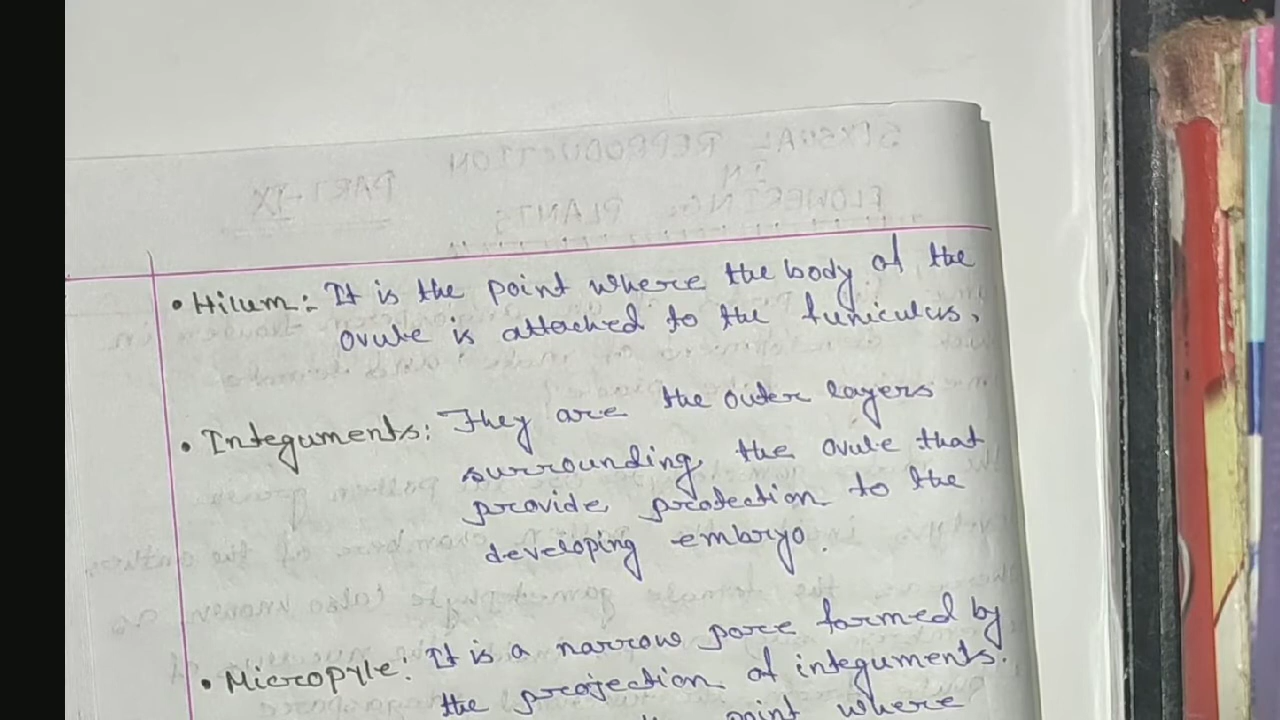 • Hilum:- It is the point where the body of the
ovule is attached to the funiculus.
• Integuments: They are the outer layers
surrounding the ovule that
provide protection to the
developing embryo.
• Micropyle: It is a narrow pore formed by
the projection of integuments.
point where